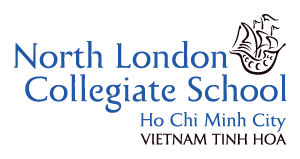 North London
Collegiate School
Ho Chi Minh City
VIETNAM TINH HOA